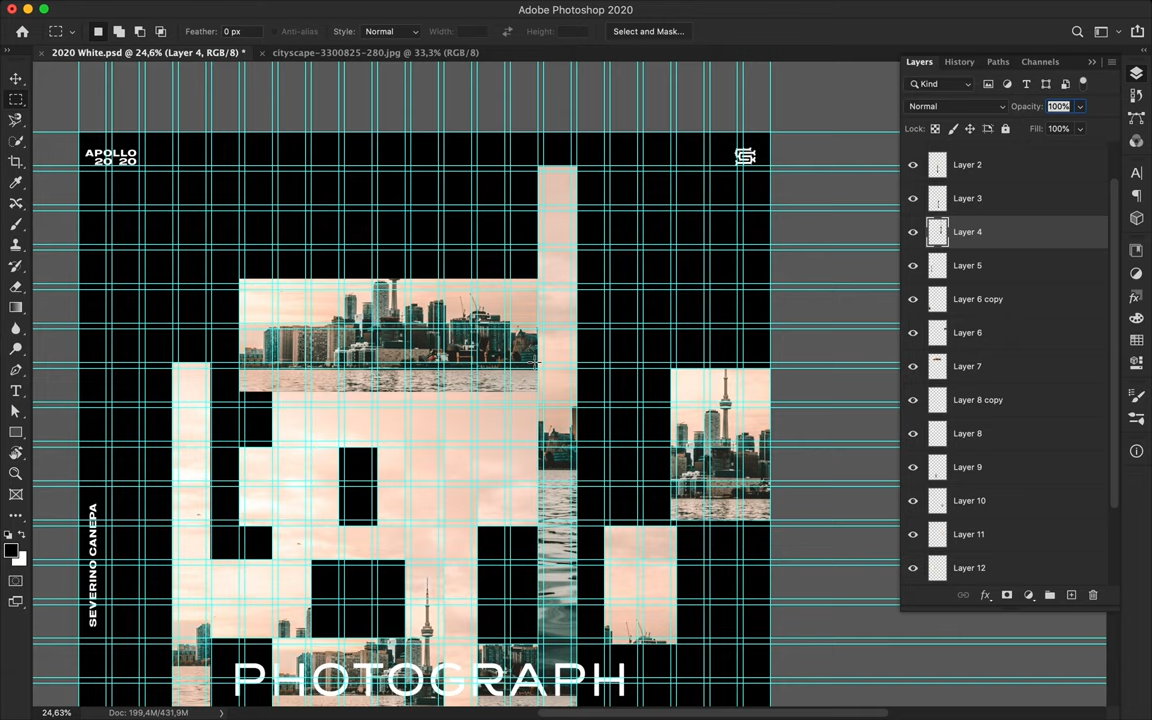 Adobe Photoshop 2020
Feather: 0 px
Anti-alias
Style: Normal
Width:
Height:
Select and Mask...
2020 White.psd @ 24,6% (Layer 4, RGB/8) *
cityscape-3300825-280.jpg @ 33,3% (RGB/8)
Layers
History
Paths
Channels
Kind
Normal
Opacity: 100%
Lock:
Fill: 100%
Layer 2
Layer 3
Layer 4
Layer 5
Layer 6 copy
Layer 6
Layer 7
Layer 8 copy
Layer 8
Layer 9
Layer 10
Layer 11
Layer 12
APOLLO
20 20
SEVERINO CANEPA
PHOTOGRAPH
24,63%
Doc: 199,4M/431,9M